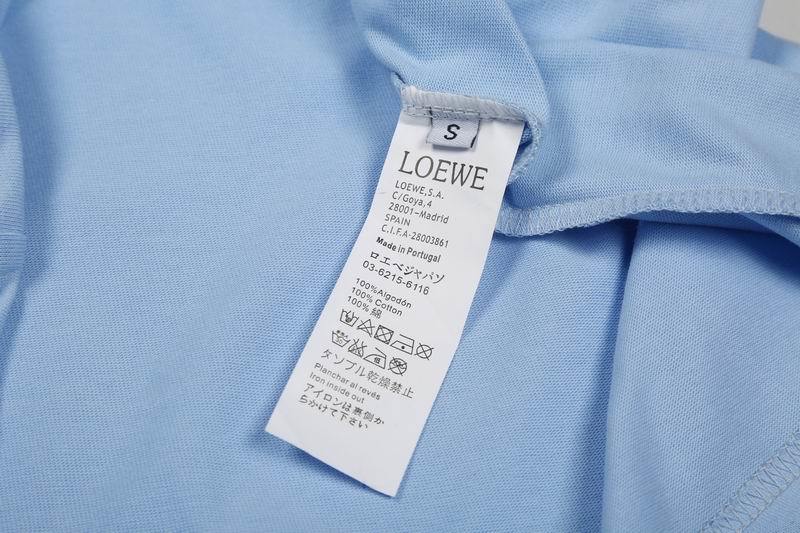 S
LOEWE
LOEWE,S.A.
C/Goya,4
28001-Madrid
SPAIN
C.I.F.A-28003861
Made in Portugal
ロエベジャパソ
03-6215-6116
100%Algodón
100% Cotton
100% 綿
タンブル乾燥禁止
Planchar al revés
Iron inside out
アイロンは裏側か
らかけて下さい